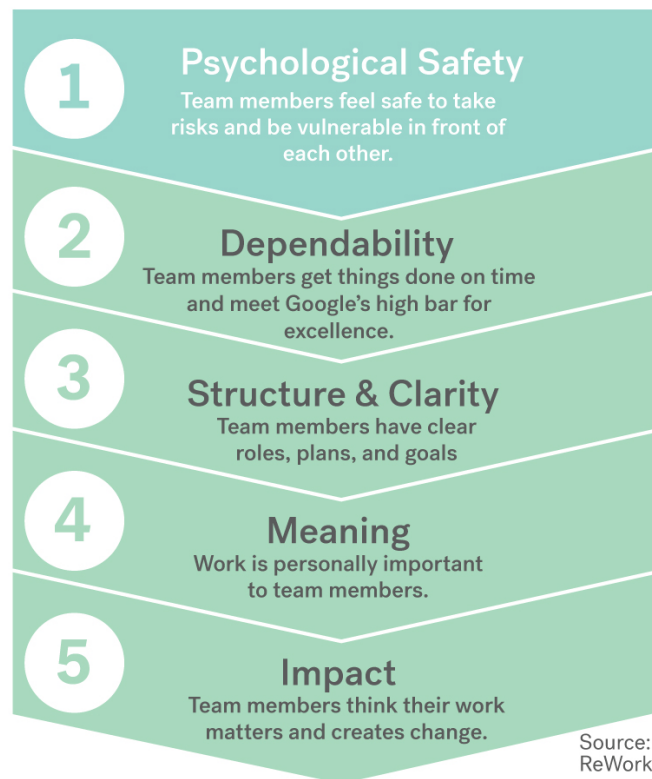 1
Psychological Safety
Team members feel safe to take
risks and be vulnerable in front of
each other.
2
Dependability
Team members get things done on time
and meet Google's high bar for
excellence.
3
Structure & Clarity
Team members have clear
roles, plans, and goals
4
Meaning
Work is personally important
to team members.
5
Impact
Team members think their work
matters and creates change.
Source:
ReWork